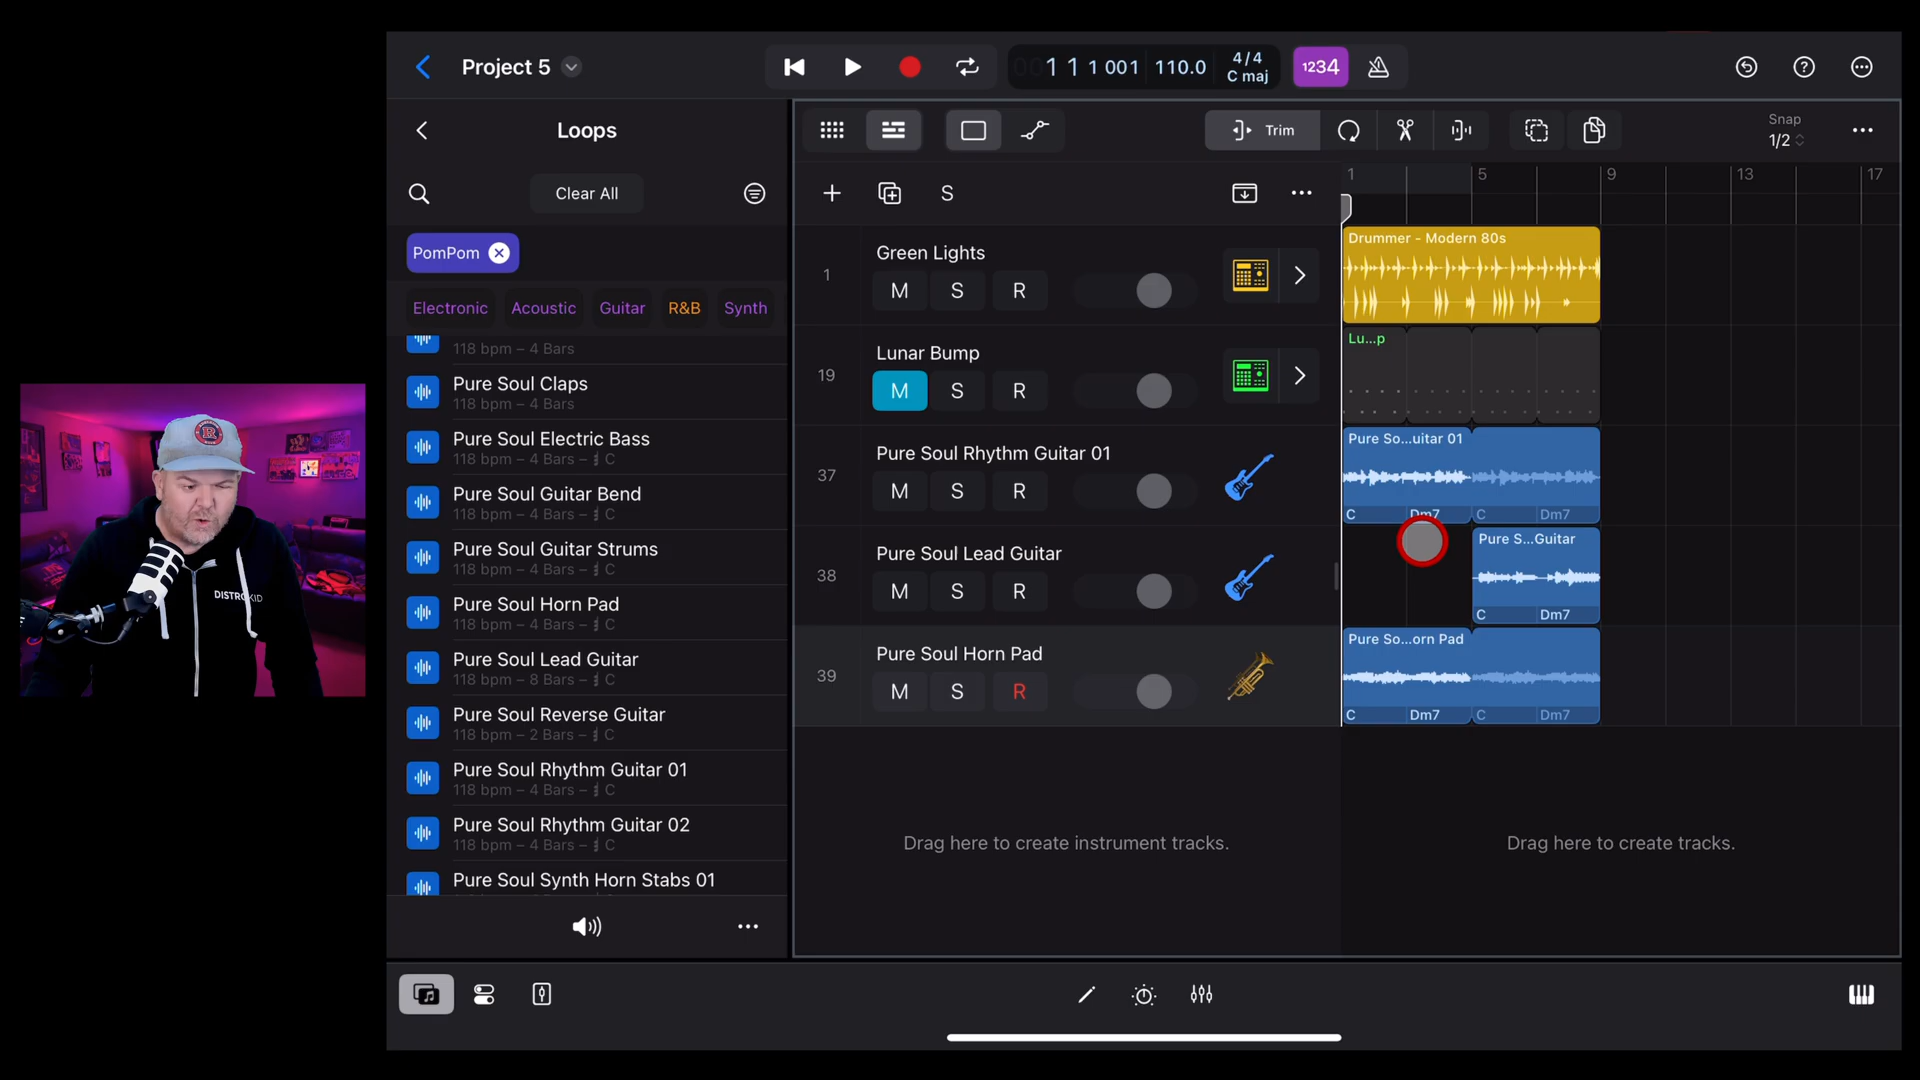 Project 5
001 1 1 001
110.0
4/4
C maj
1234
Loops
Trim
Snap
1/2
Clear All
S
1 5 9 13 17
PomPom
Electronic Acoustic Guitar R&B Synth
118 bpm – 4 Bars
Pure Soul Claps
118 bpm – 4 Bars
Pure Soul Electric Bass
118 bpm – 4 Bars – C
Pure Soul Guitar Bend
118 bpm – 4 Bars – C
Pure Soul Guitar Strums
118 bpm – 4 Bars – C
Pure Soul Horn Pad
118 bpm – 4 Bars – C
Pure Soul Lead Guitar
118 bpm – 8 Bars – C
Pure Soul Reverse Guitar
118 bpm – 2 Bars – C
Pure Soul Rhythm Guitar 01
118 bpm – 4 Bars – C
Pure Soul Rhythm Guitar 02
118 bpm – 4 Bars – C
Pure Soul Synth Horn Stabs 01
1
Green Lights
M S R
19
Lunar Bump
M S R
37
Pure Soul Rhythm Guitar 01
M S R
38
Pure Soul Lead Guitar
M S R
39
Pure Soul Horn Pad
M S R
Drummer - Modern 80s
Lu...p
Pure So...uitar 01
C Dm7 C Dm7
Pure S...Guitar
C Dm7
Pure So...orn Pad
C Dm7 C Dm7
Drag here to create instrument tracks.
Drag here to create tracks.
R
DISTROKID